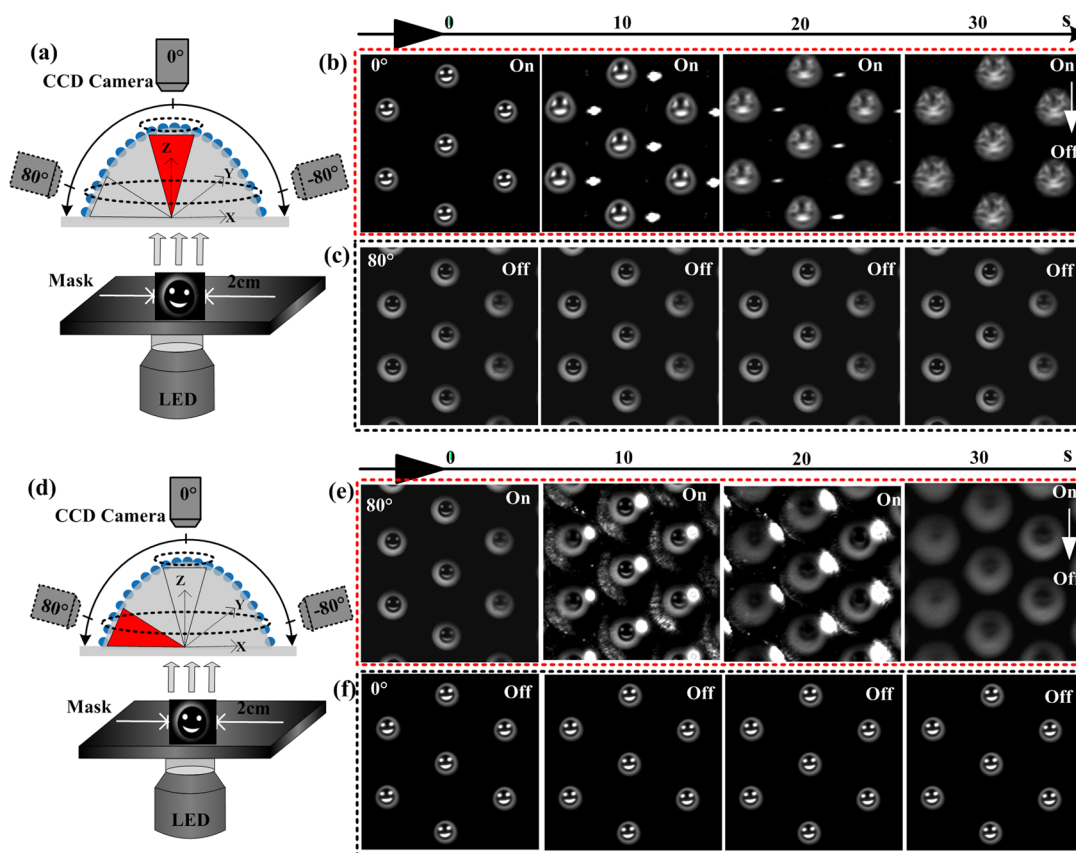 0 10 20 30 s
(a)
0°
CCD Camera
80°
-80°
Z
Y
X
Mask
2cm
LED
(b)
0° On
On
On
On
Off
(c)
80° Off
Off
Off
Off
0 10 20 30 s
(d)
0°
CCD Camera
80°
-80°
Z
Y
X
Mask
2cm
LED
(e)
80° On
On
On
On
Off
(f)
0° Off
Off
Off
Off